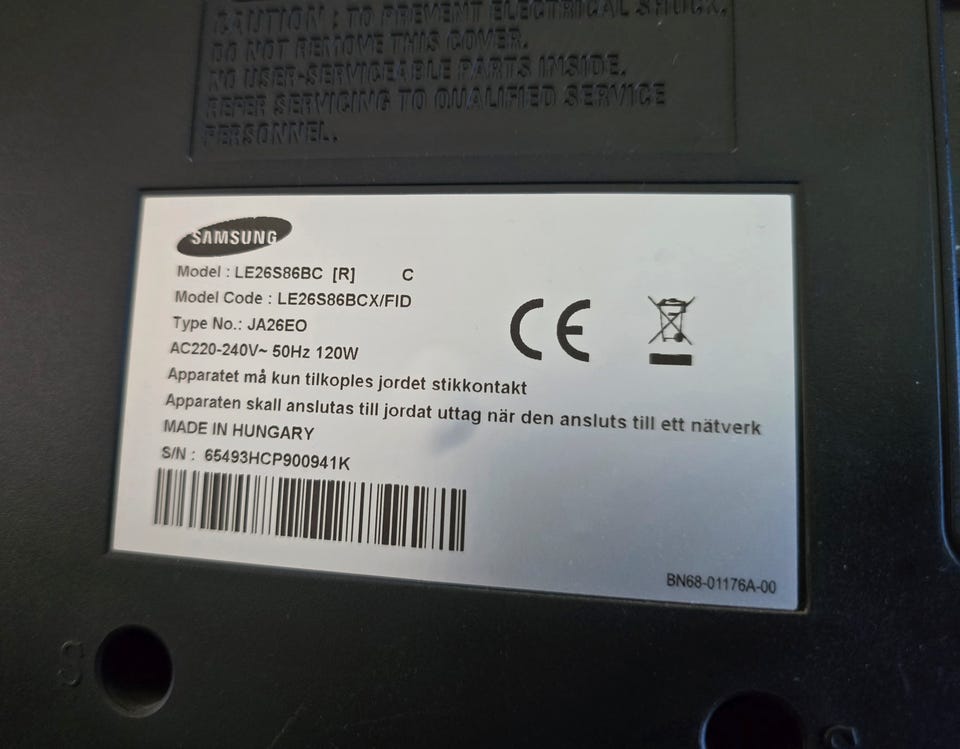 CAUTION : TO PREVENT ELECTRICAL SHOCK,
DO NOT REMOVE THIS COVER.
NO USER-SERVICEABLE PARTS INSIDE.
REFER SERVICING TO QUALIFIED SERVICE
PERSONNEL.
SAMSUNG
Model : LE26S86BC [R] C
Model Code : LE26S86BCX/FID
Type No.: JA26EO
AC220-240V~ 50Hz 120W
Apparatet må kun tilkoples jordet stikkontakt
Apparaten skall anslutas till jordat uttag när den ansluts till ett nätverk
MADE IN HUNGARY
S/N : 65493HCP900941K
CE
BN68-01176A-00
S
S